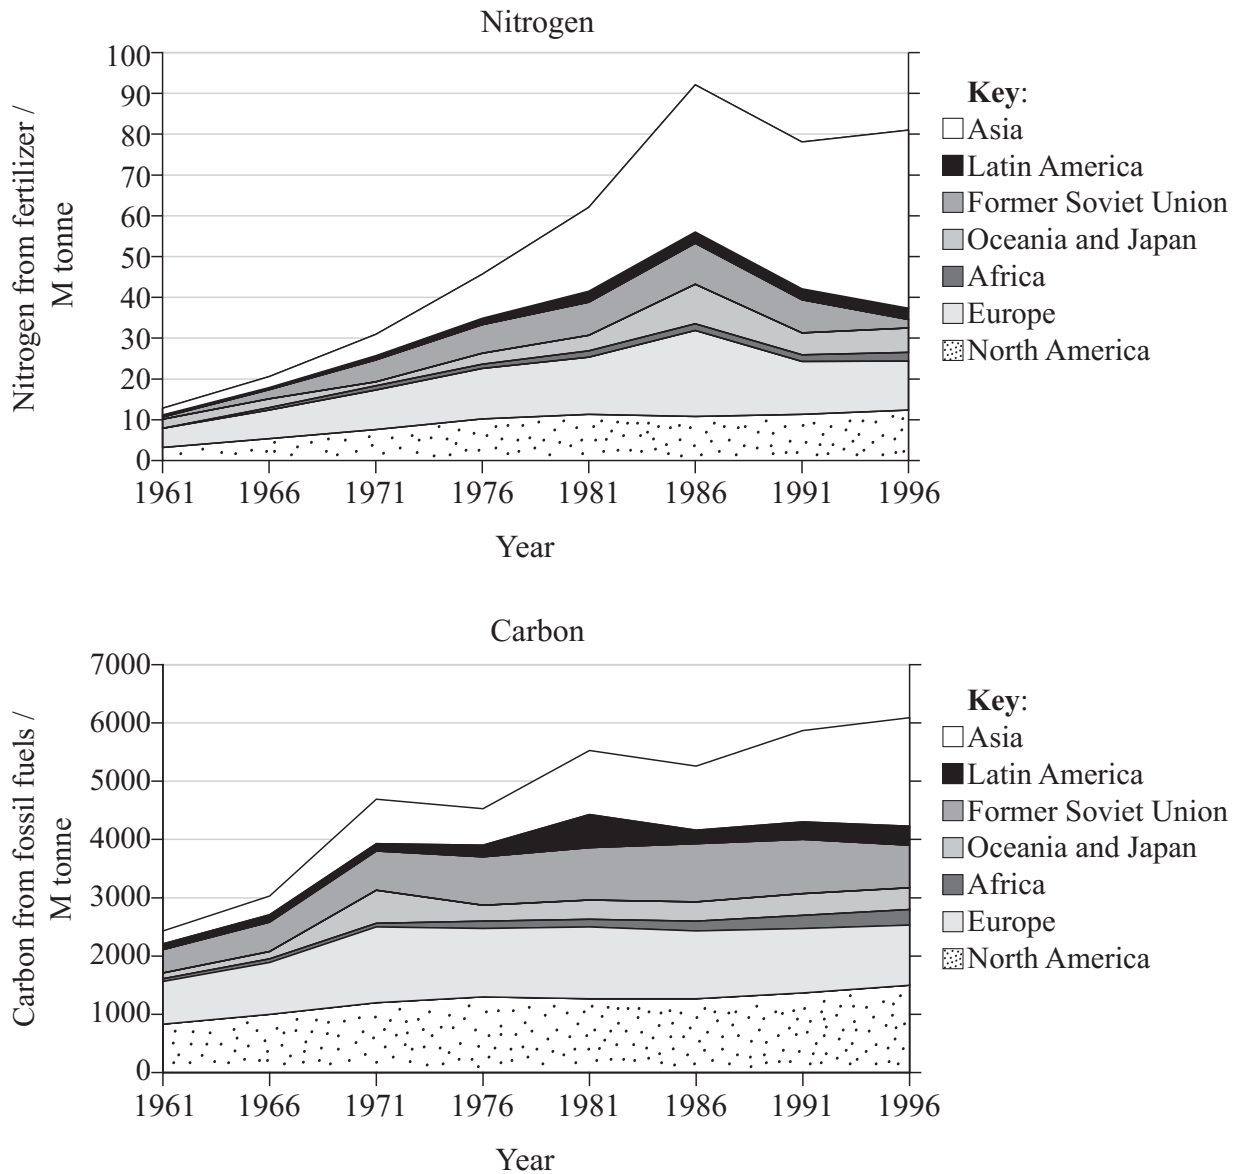 Nitrogen
Nitrogen from fertilizer /
M tonne
100
90
80
70
60
50
40
30
20
10
0
1961 1966 1971 1976 1981 1986 1991 1996
Year
Key:
Asia
Latin America
Former Soviet Union
Oceania and Japan
Africa
Europe
North America
Carbon
Carbon from fossil fuels /
M tonne
7000
6000
5000
4000
3000
2000
1000
0
1961 1966 1971 1976 1981 1986 1991 1996
Year
Key:
Asia
Latin America
Former Soviet Union
Oceania and Japan
Africa
Europe
North America